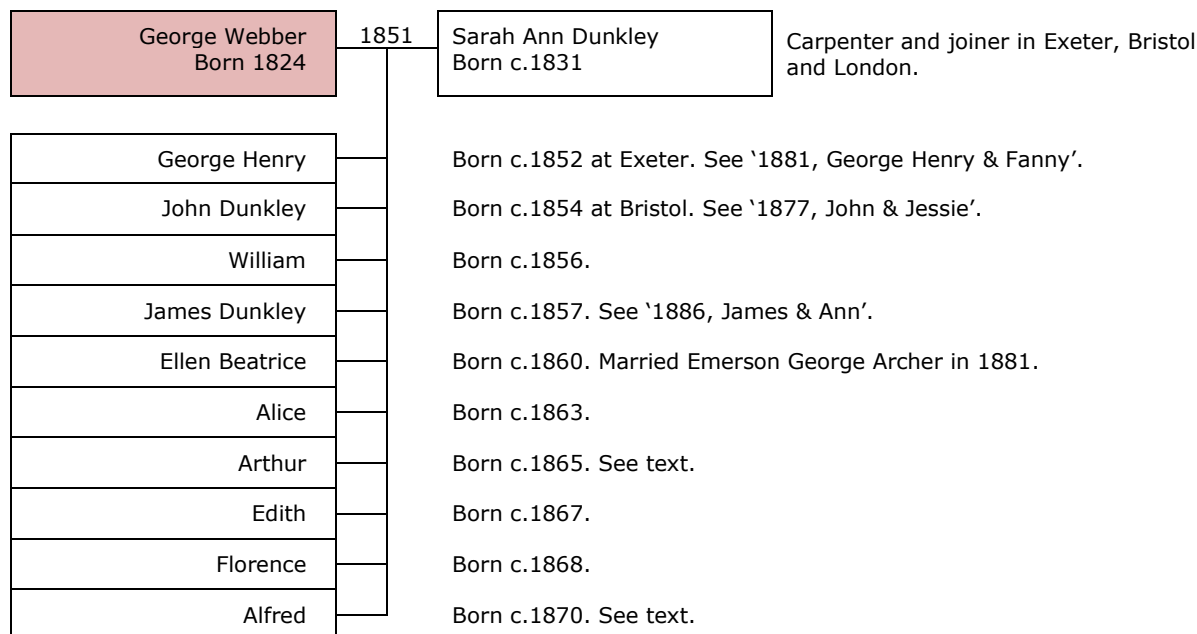 George Webber
Born 1824
1851
Sarah Ann Dunkley
Born c.1831
Carpenter and joiner in Exeter, Bristol
and London.
George Henry
Born c.1852 at Exeter. See ‘1881, George Henry & Fanny’.
John Dunkley
Born c.1854 at Bristol. See ‘1877, John & Jessie’.
William
Born c.1856.
James Dunkley
Born c.1857. See ‘1886, James & Ann’.
Ellen Beatrice
Born c.1860. Married Emerson George Archer in 1881.
Alice
Born c.1863.
Arthur
Born c.1865. See text.
Edith
Born c.1867.
Florence
Born c.1868.
Alfred
Born c.1870. See text.